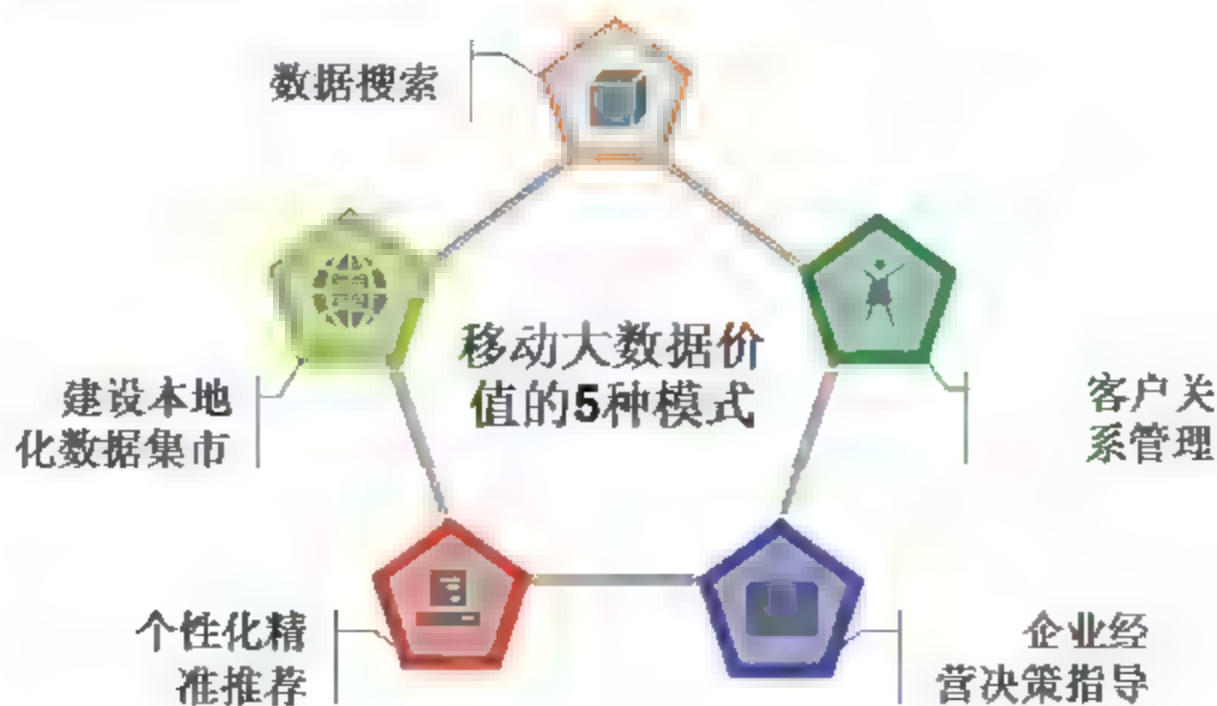 数据搜索
移动大数据价
值的5种模式
建设本地
化数据集市
客户关
系管理
个性化精
准推荐
企业经
营决策指导